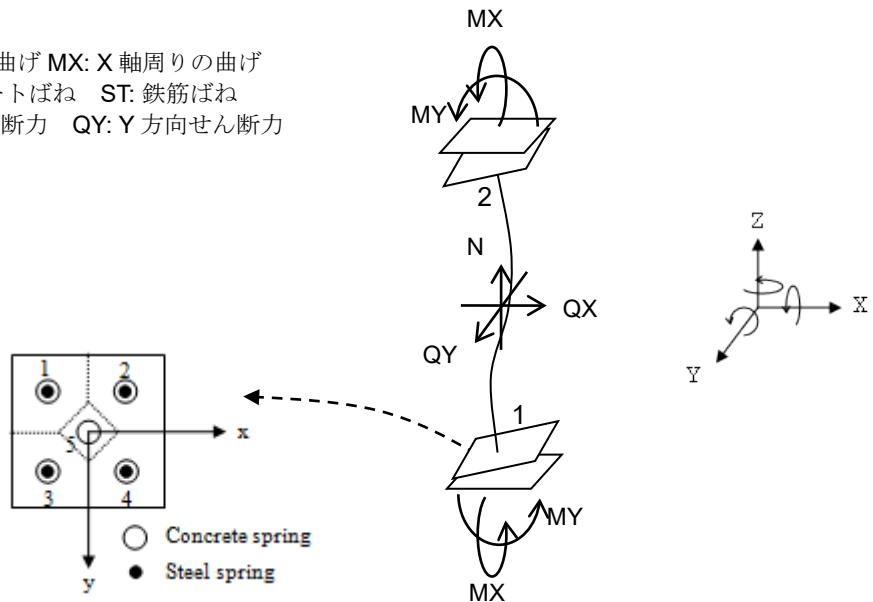 MX
曲げ MX: X 軸周りの曲げ
ートばね ST: 鉄筋ばね
断力 QY: Y 方向せん断力
MY
2
N
QX
QY
Z
X
Y
1
2
5
x
3
4
y
Concrete spring
Steel spring
1
MY
MX